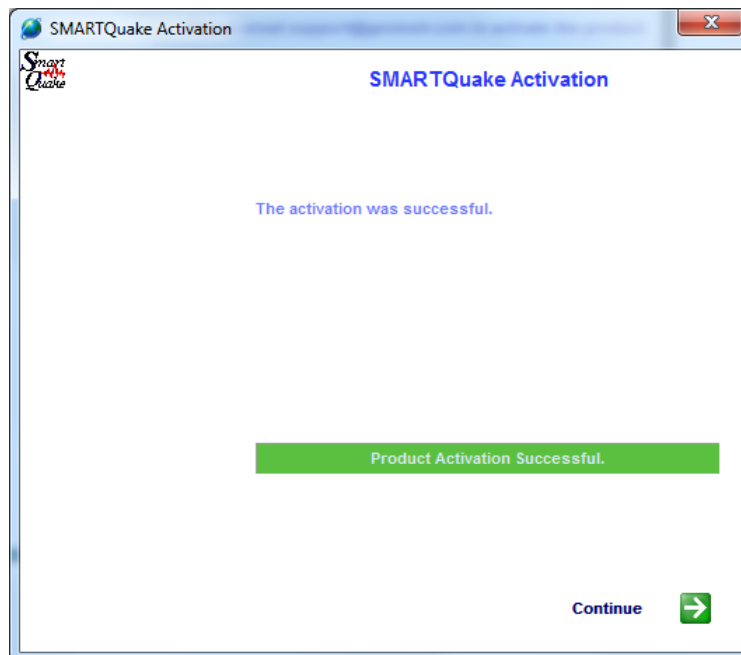 SMARTQuake Activation
Smart
Quake
SMARTQuake Activation
The activation was successful.
Product Activation Successful.
Continue